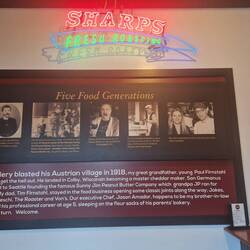 SHARPS
FRESH ROASTING
Five Food Generations
llery blasted his Austrian village in 1918, my great grandfather, young Paul Firnstahl
get the hell out. He landed in Colby, Wisconsin becoming a master cheddar maker. Son Germanus
to Seattle founding the famous Sunny Jim Peanut Butter Company which grandpa JP ran for
My dad, Tim Firnstahl, stayed in the food business opening some classic joints along the way: Jakes,
enchi, The Roaster and Von's. Our executive Chef, Jason Amador, happens to be my brother-in-law
his professional career at age 5, sleeping on the flour sacks of his parents' bakery.
turn. Welcome.